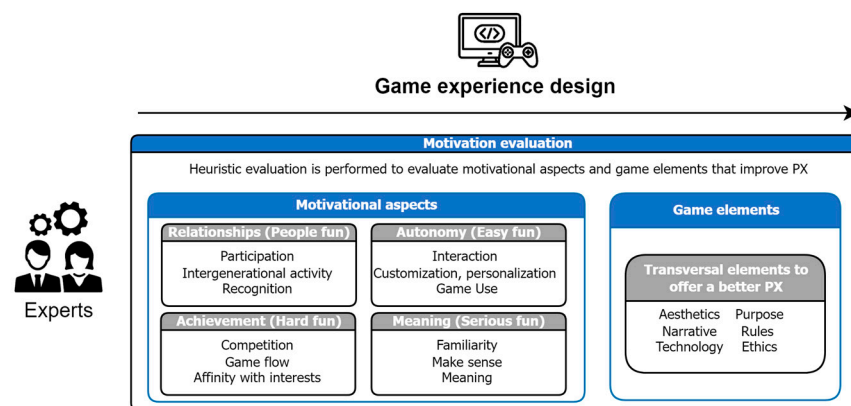 Game experience design
Motivation evaluation
Heuristic evaluation is performed to evaluate motivational aspects and game elements that improve PX
Experts
Motivational aspects
Relationships (People fun)
Participation
Intergenerational activity
Recognition
Autonomy (Easy fun)
Interaction
Customization, personalization
Game Use
Achievement (Hard fun)
Competition
Game flow
Affinity with interests
Meaning (Serious fun)
Familiarity
Make sense
Meaning
Game elements
Transversal elements to
offer a better PX
Aesthetics Purpose
Narrative Rules
Technology Ethics